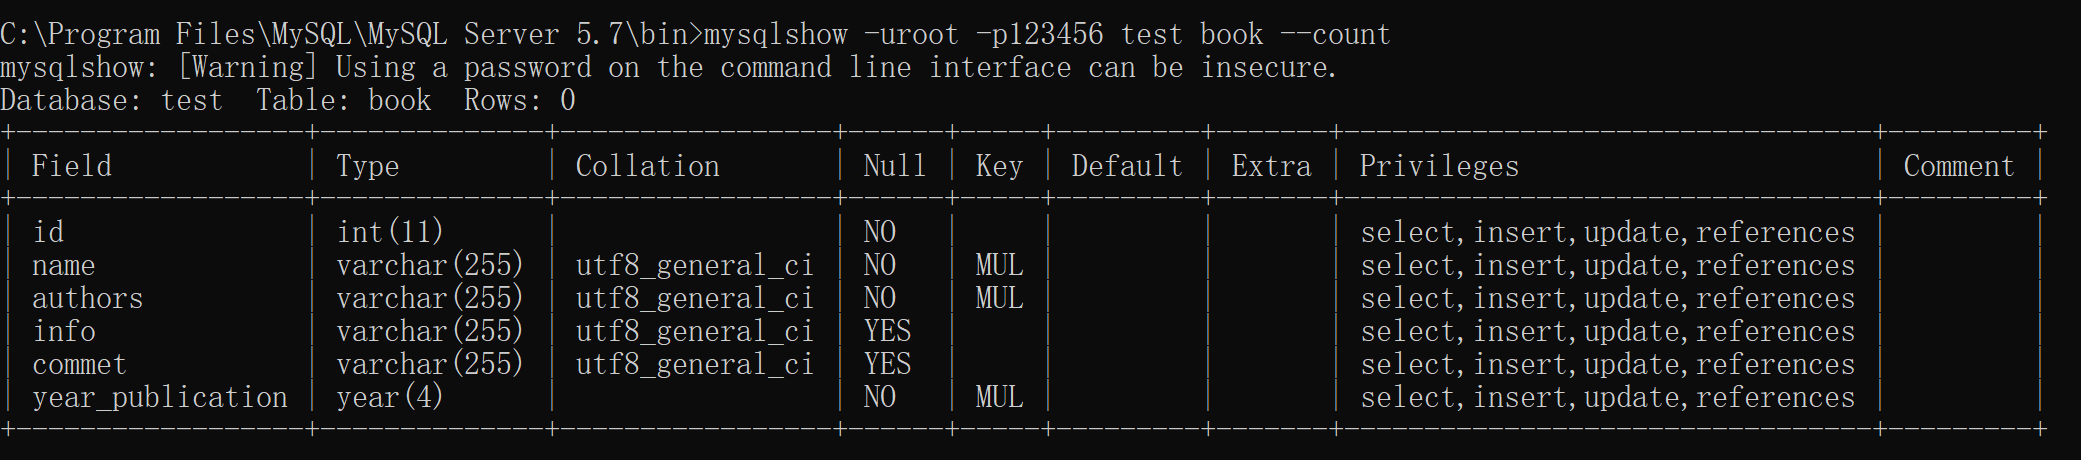 C:\Program Files\MySQL\MySQL Server 5.7\bin>mysqlshow -uroot -p123456 test book --count
mysqlshow: [Warning] Using a password on the command line interface can be insecure.
Database: test  Table: book  Rows: 0
+------------------+--------------+-----------------+------+-----+---------+-------+---------------------------------+---------+
| Field            | Type         | Collation       | Null | Key | Default | Extra | Privileges                      | Comment |
+------------------+--------------+-----------------+------+-----+---------+-------+---------------------------------+---------+
| id               | int(11)      |                 | NO   |     |         |       | select,insert,update,references |         |
| name             | varchar(255) | utf8_general_ci | NO   | MUL |         |       | select,insert,update,references |         |
| authors          | varchar(255) | utf8_general_ci | NO   | MUL |         |       | select,insert,update,references |         |
| info             | varchar(255) | utf8_general_ci | YES  |     |         |       | select,insert,update,references |         |
| commet           | varchar(255) | utf8_general_ci | YES  |     |         |       | select,insert,update,references |         |
| year_publication | year(4)      |                 | NO   | MUL |         |       | select,insert,update,references |         |
+------------------+--------------+-----------------+------+-----+---------+-------+---------------------------------+---------+